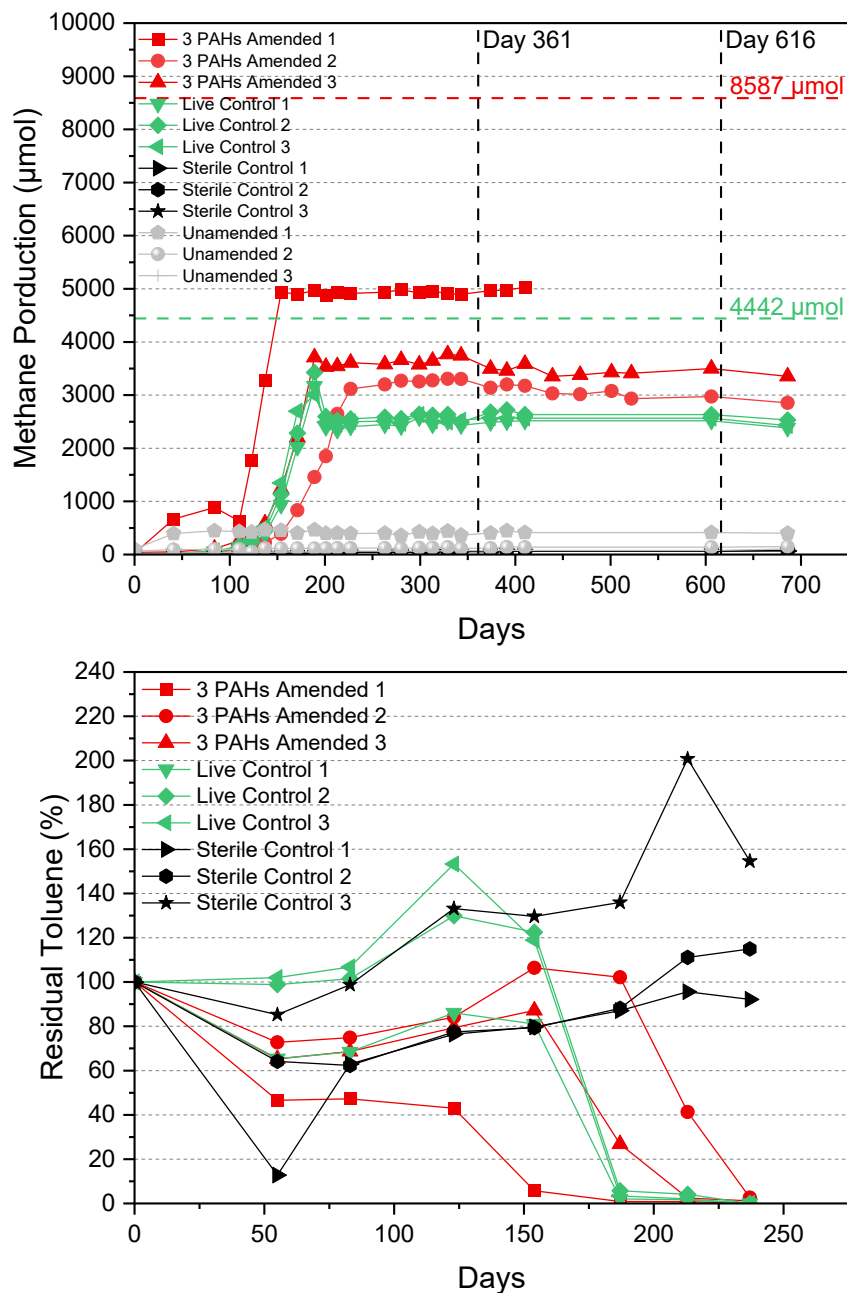 Methane Porduction (µmol)
10000
9000
8000
7000
6000
5000
4000
3000
2000
1000
0
3 PAHs Amended 1
3 PAHs Amended 2
3 PAHs Amended 3
Live Control 1
Live Control 2
Live Control 3
Sterile Control 1
Sterile Control 2
Sterile Control 3
Unamended 1
Unamended 2
Unamended 3
Day 361
Day 616
8587 µmol
4442 µmol
0 100 200 300 400 500 600 700
Days
Residual Toluene (%)
240
220
200
180
160
140
120
100
80
60
40
20
0
3 PAHs Amended 1
3 PAHs Amended 2
3 PAHs Amended 3
Live Control 1
Live Control 2
Live Control 3
Sterile Control 1
Sterile Control 2
Sterile Control 3
0 50 100 150 200 250
Days